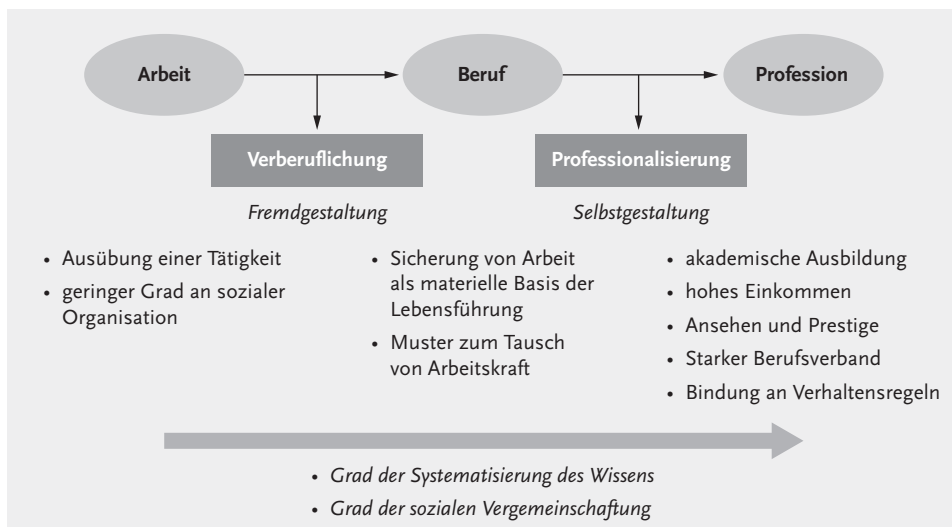 Arbeit
Beruf
Profession
Verberuflichung
Professionalisierung
Fremdgestaltung
Selbstgestaltung
• Ausübung einer Tätigkeit
• geringer Grad an sozialer
Organisation
• Sicherung von Arbeit
als materielle Basis der
Lebensführung
• Muster zum Tausch
von Arbeitskraft
• akademische Ausbildung
• hohes Einkommen
• Ansehen und Prestige
• Starker Berufsverband
• Bindung an Verhaltensregeln
• Grad der Systematisierung des Wissens
• Grad der sozialen Vergemeinschaftung